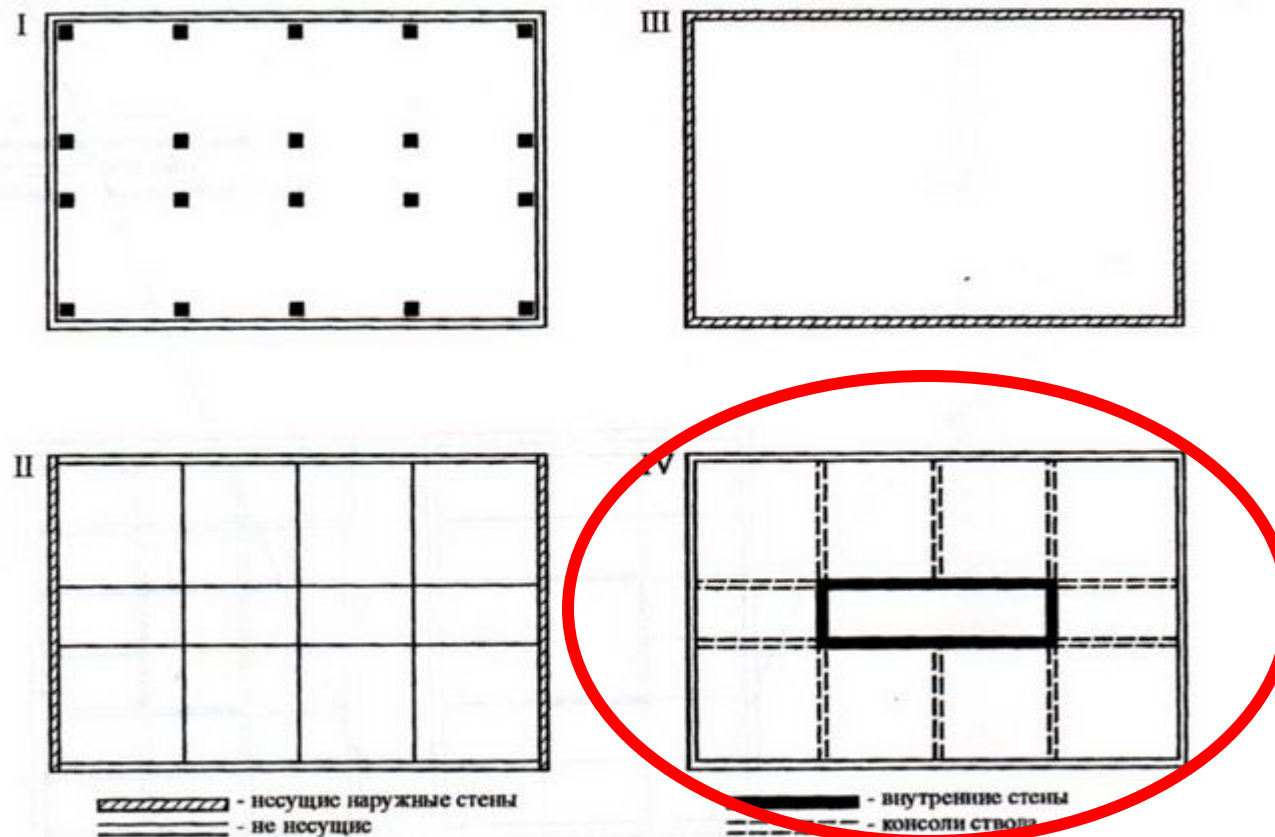 I
III
II
IV
- несущие наружные стены
- не несущие
- внутренние стены
- консоли ствола